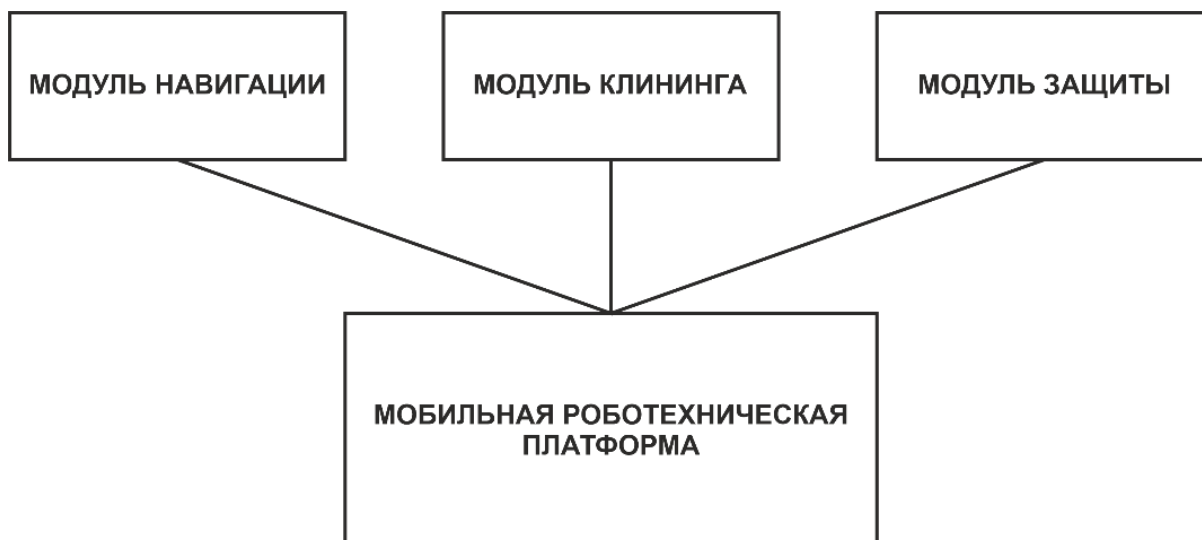 МОДУЛЬ НАВИГАЦИИ
МОДУЛЬ КЛИНИНГА
МОДУЛЬ ЗАЩИТЫ
МОБИЛЬНАЯ РОБОТЕХНИЧЕСКАЯ
ПЛАТФОРМА